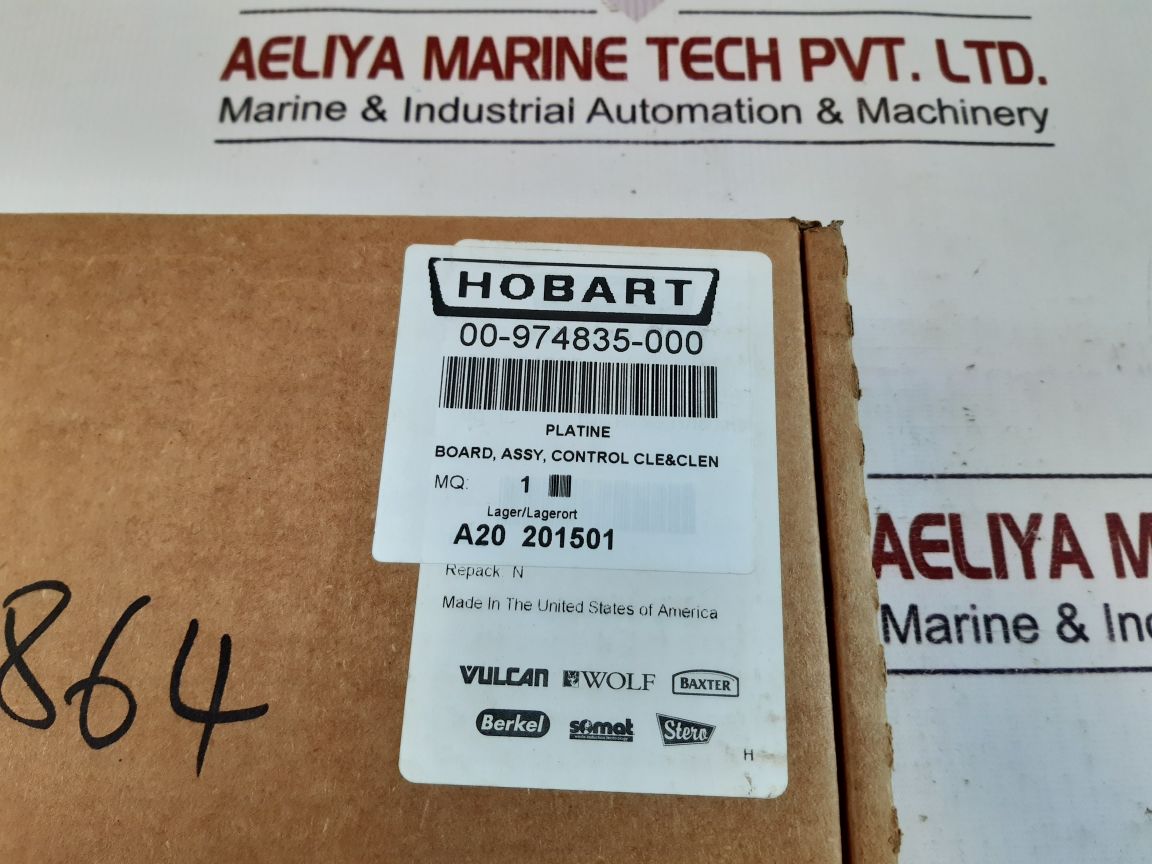 AELIYA MARINE TECH PVT. LTD.
Marine & Industrial Automation & Machinery
HOBART
00-974835-000
PLATINE
BOARD, ASSY, CONTROL CLE&CLEN
MQ: 1
Lager/Lagerort
A20 201501
Repack N
Made In The United States of America
VULCAN WOLF BAXTER
Berkel somat Stero
H
864
AELIYA M
Marine & Ind